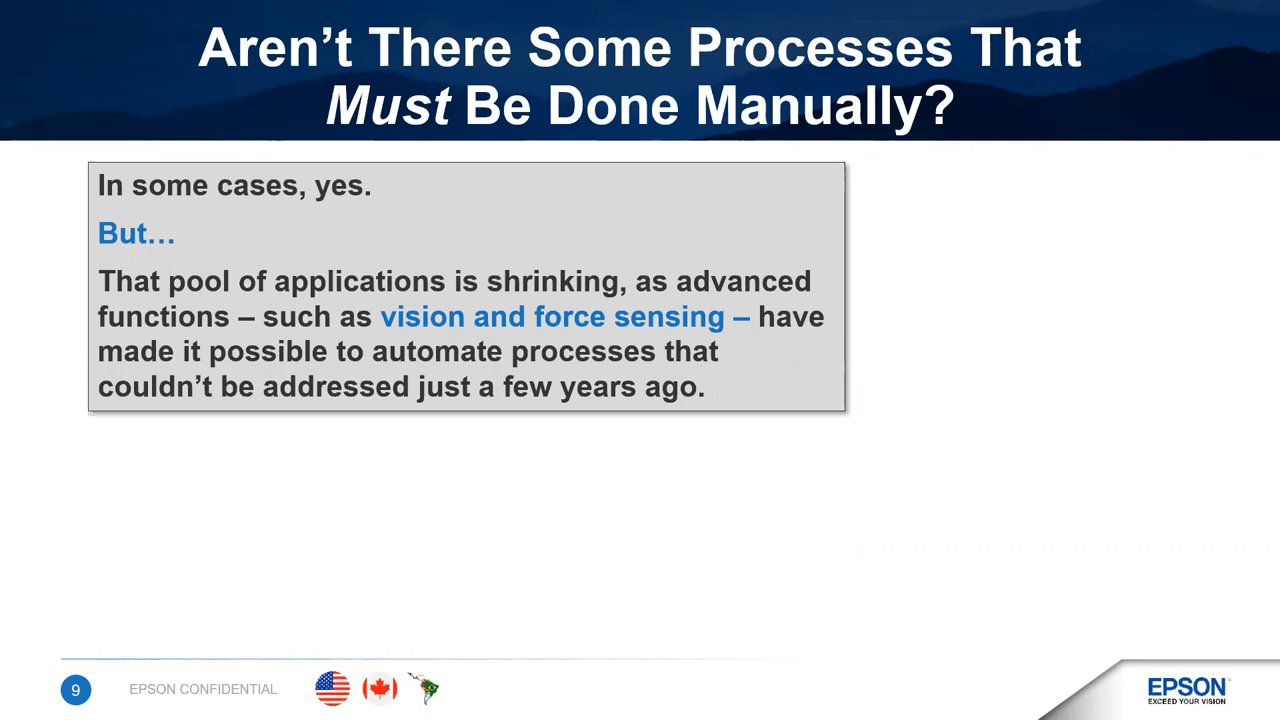 Aren’t There Some Processes That
Must Be Done Manually?
In some cases, yes.
But…
That pool of applications is shrinking, as advanced
functions – such as vision and force sensing – have
made it possible to automate processes that
couldn’t be addressed just a few years ago.
9
EPSON CONFIDENTIAL
EPSON
EXCEED YOUR VISION